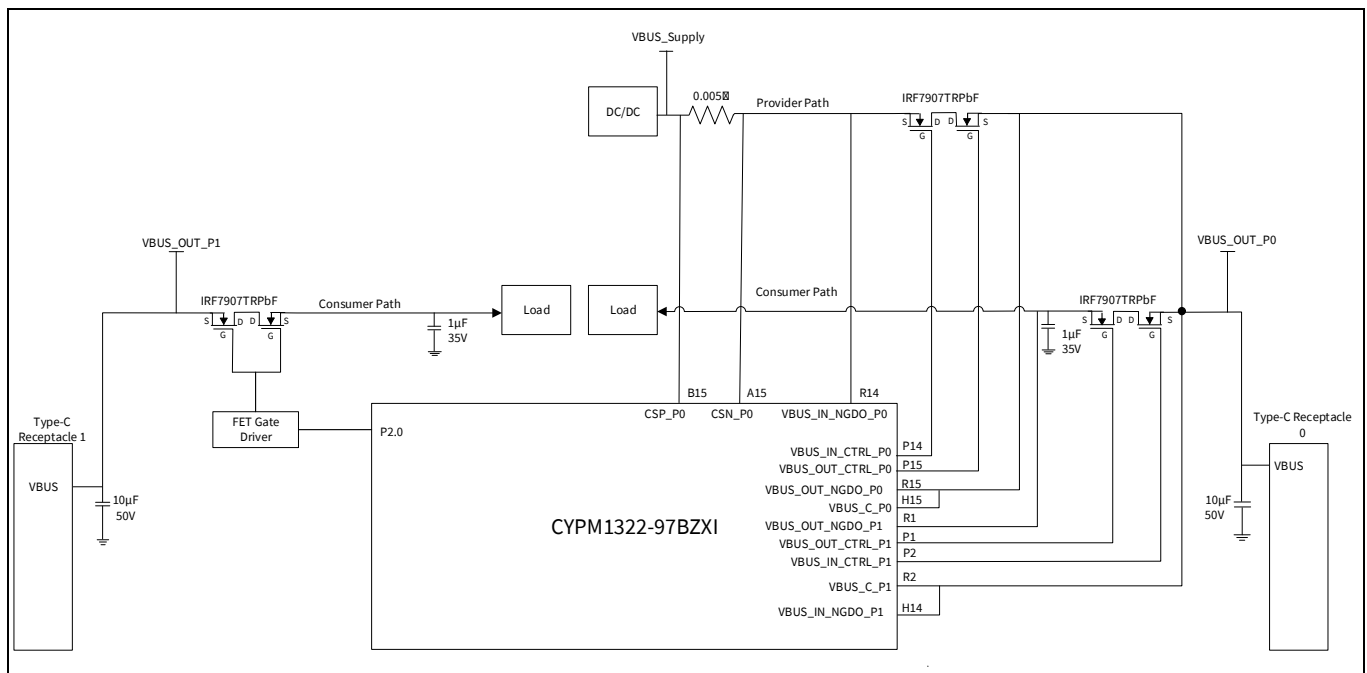 VBUS_Supply
DC/DC
0.005
Provider Path
IRF7907TRPbF
S
D
D
S
G
G
VBUS_OUT_P1
VBUS_OUT_P0
IRF7907TRPbF
Consumer Path
S
D
D
S
G
G
1µF
35V
Load
Load
Consumer Path
IRF7907TRPbF
1µF
35V
S
D
D
S
G
G
FET Gate
Driver
Type-C
Receptacle 1
VBUS
10µF
50V
Type-C Receptacle
0
VBUS
10µF
50V
B15
A15
R14
CSP_P0
CSN_P0
VBUS_IN_NGDO_P0
P2.0
CYPM1322-97BZXI
VBUS_IN_CTRL_P0 P14
VBUS_OUT_CTRL_P0 P15
VBUS_OUT_NGDO_P0 R15
VBUS_C_P0 H15
VBUS_OUT_NGDO_P1 R1
VBUS_OUT_CTRL_P1 P1
VBUS_IN_CTRL_P1 P2
VBUS_C_P1 R2
VBUS_IN_NGDO_P1 H14